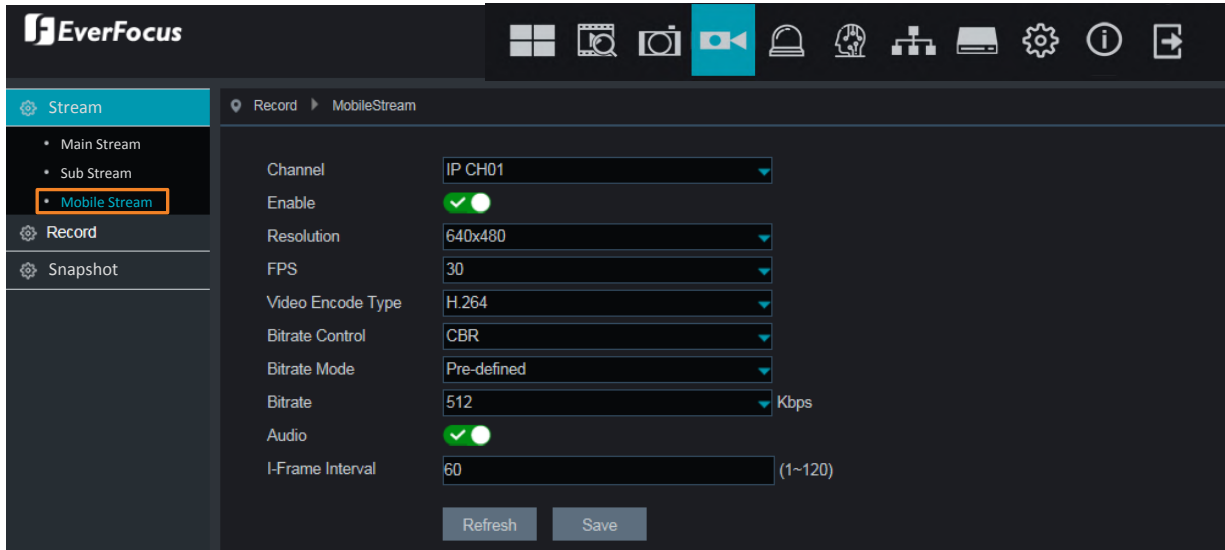 EverFocus
Stream
Main Stream
Sub Stream
Mobile Stream
Record
Snapshot
Record MobileStream
Channel IP CH01
Enable
Resolution 640x480
FPS 30
Video Encode Type H.264
Bitrate Control CBR
Bitrate Mode Pre-defined
Bitrate 512 Kbps
Audio
I-Frame Interval 60 (1~120)
Refresh Save